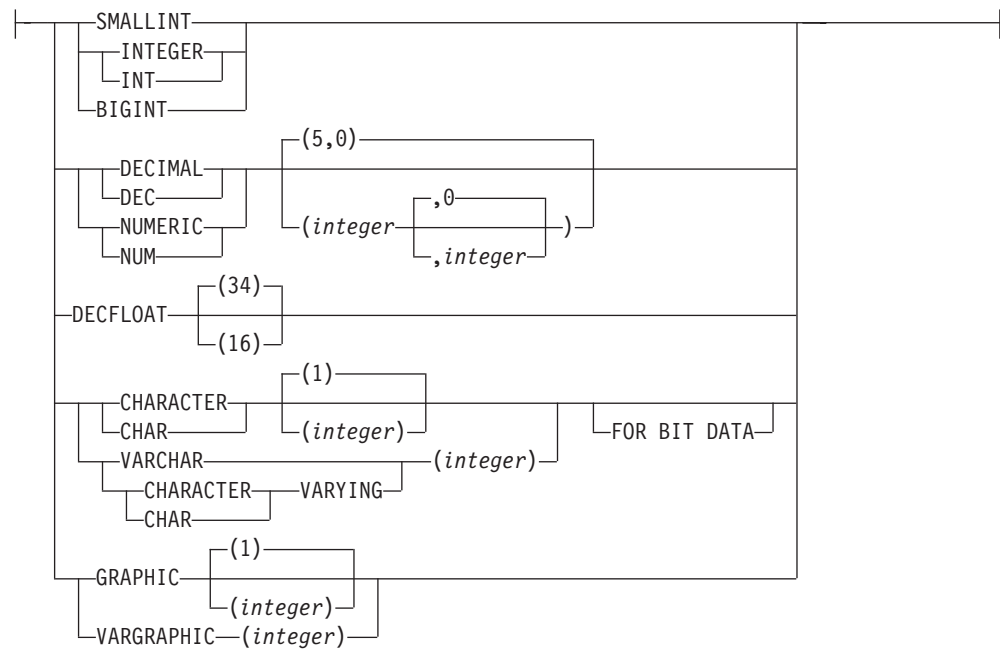 SMALLINT
INTEGER
INT
BIGINT
(5,0)
DECIMAL
DEC
,0
NUMERIC
(integer )
NUM
,integer
(34)
DECFLOAT
(16)
(1)
CHARACTER
CHAR
(integer)
FOR BIT DATA
VARCHAR
(integer)
CHARACTER VARYING
CHAR
(1)
GRAPHIC
(integer)
VARGRAPHIC (integer)